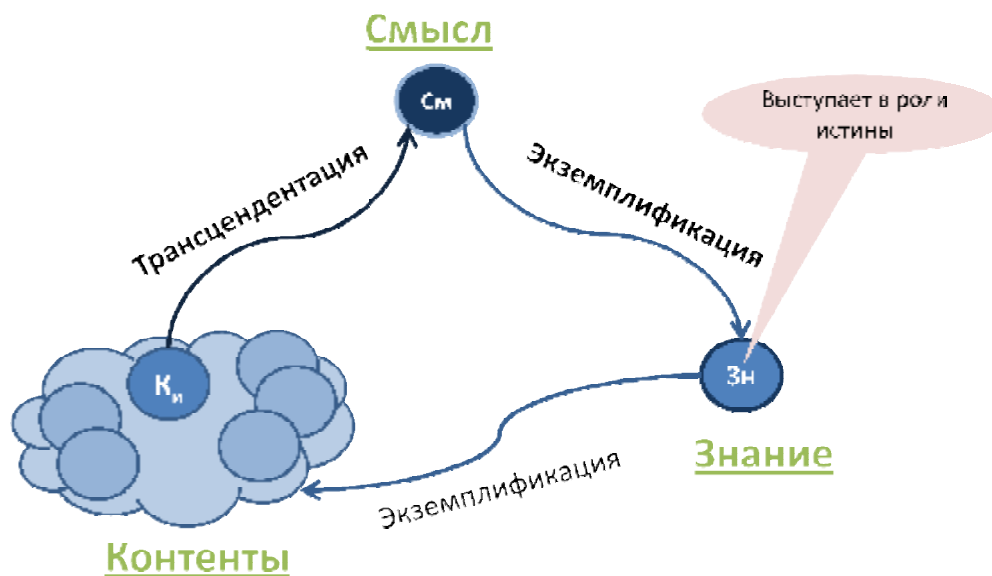 Смысл
См
Выступает в роли
истины
Трансцендентация
Экземплификация
Ки
Зн
Знание
Экземплификация
Контенты